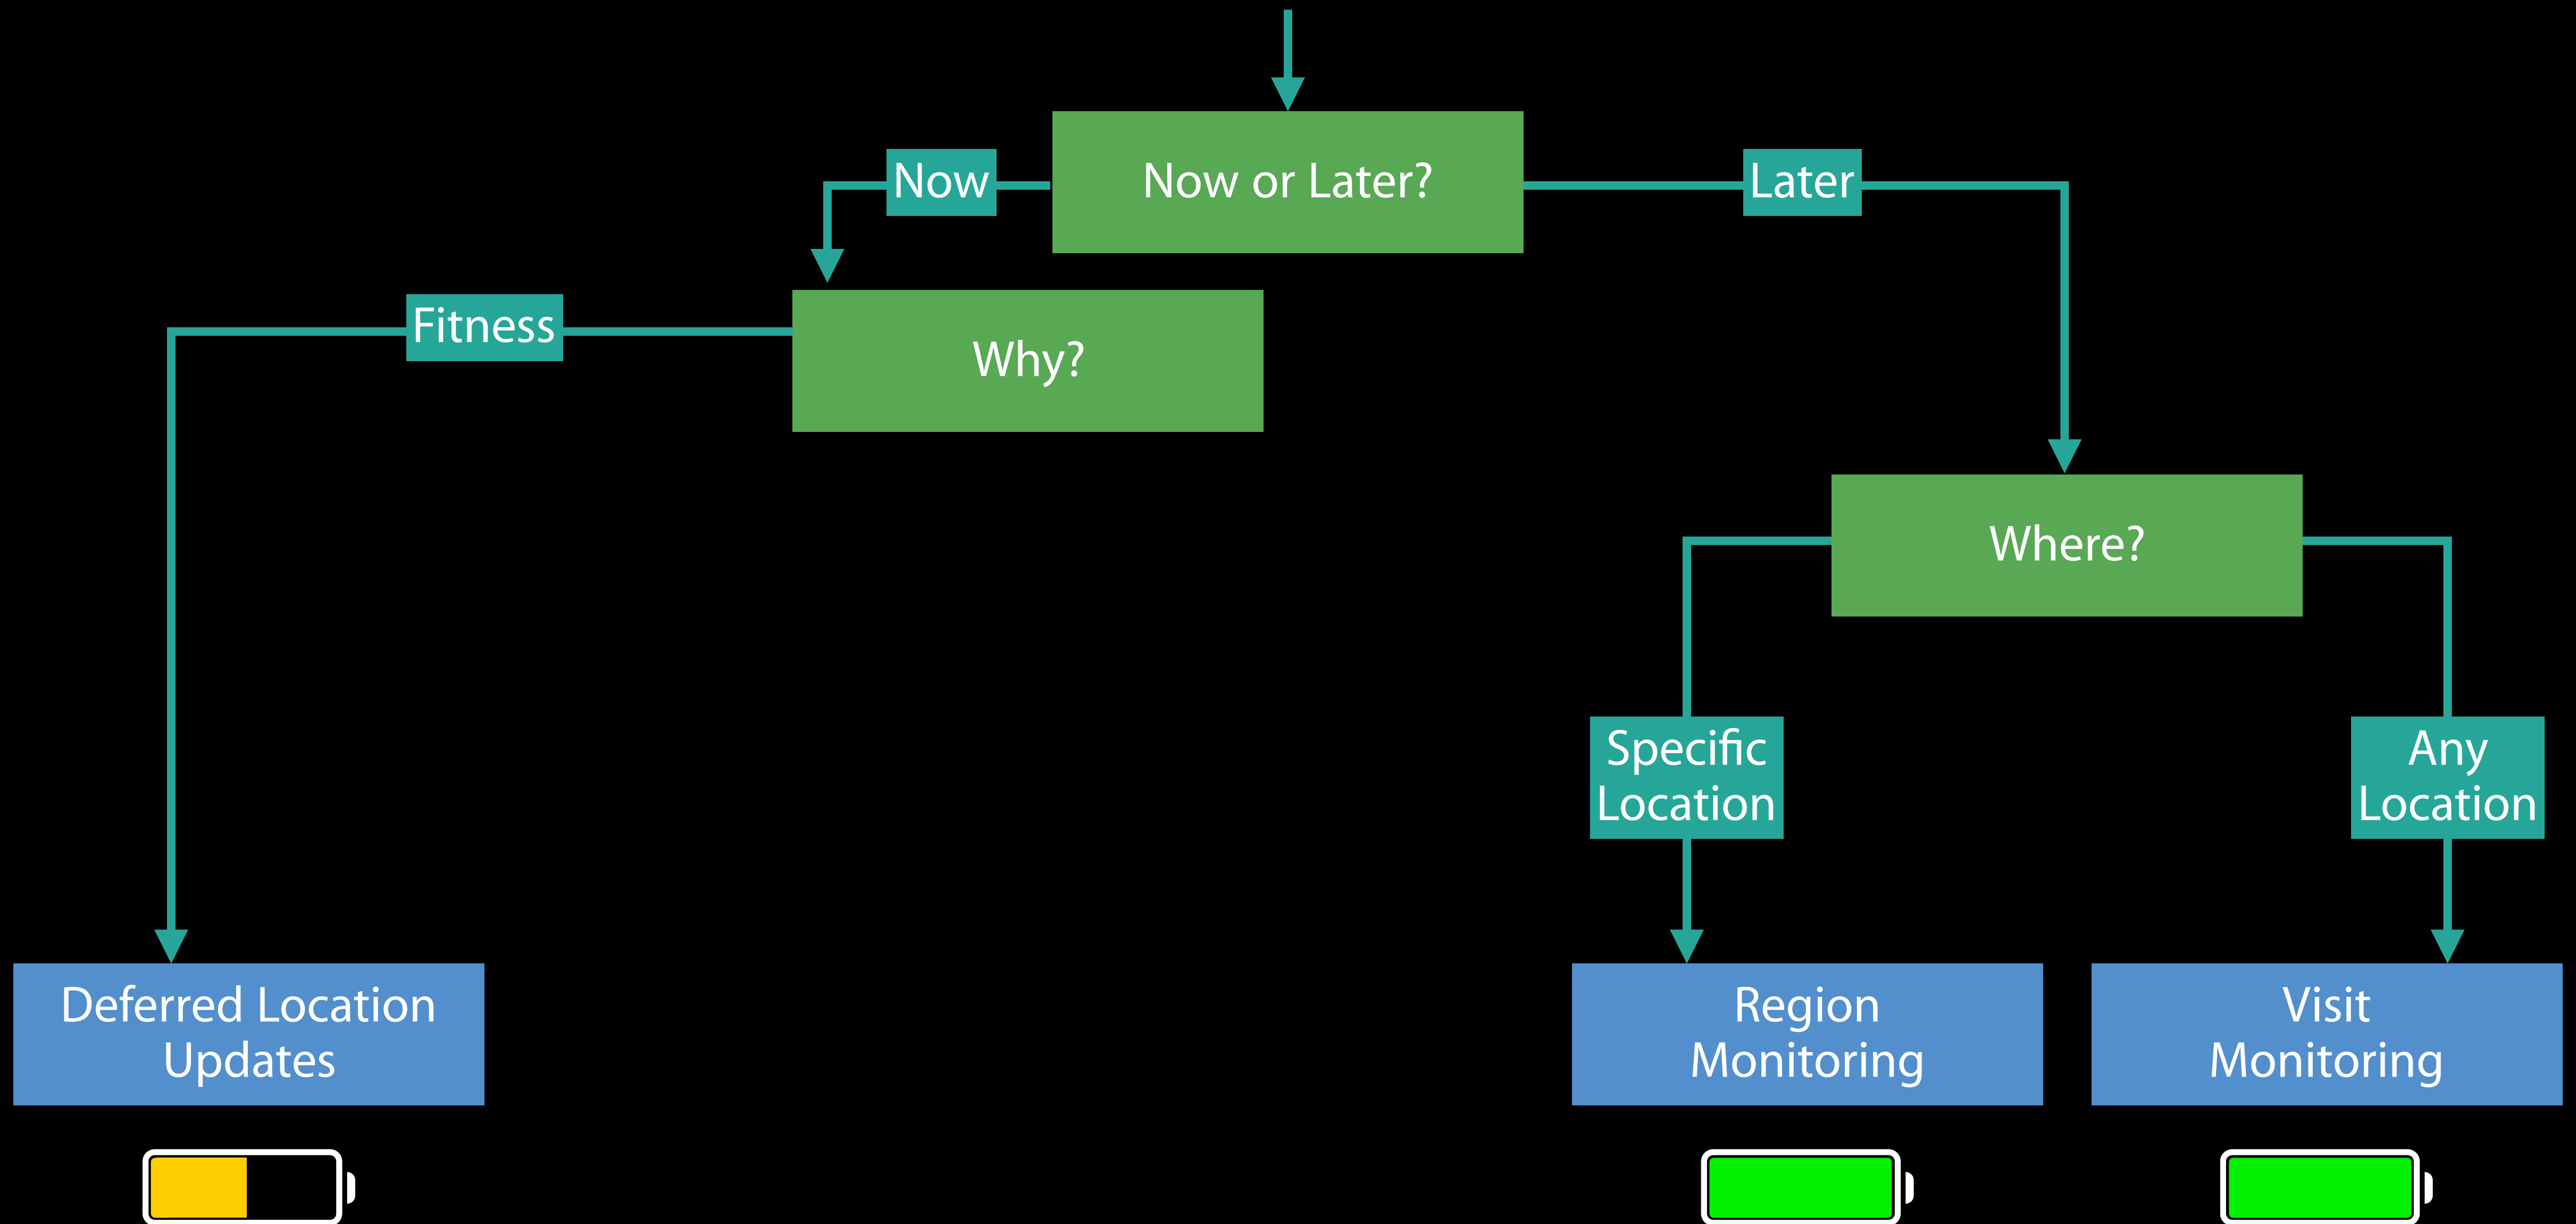 Now or Later?
Now
Later
Fitness
Why?
Where?
Specific
Location
Any
Location
Deferred Location
Updates
Region
Monitoring
Visit
Monitoring